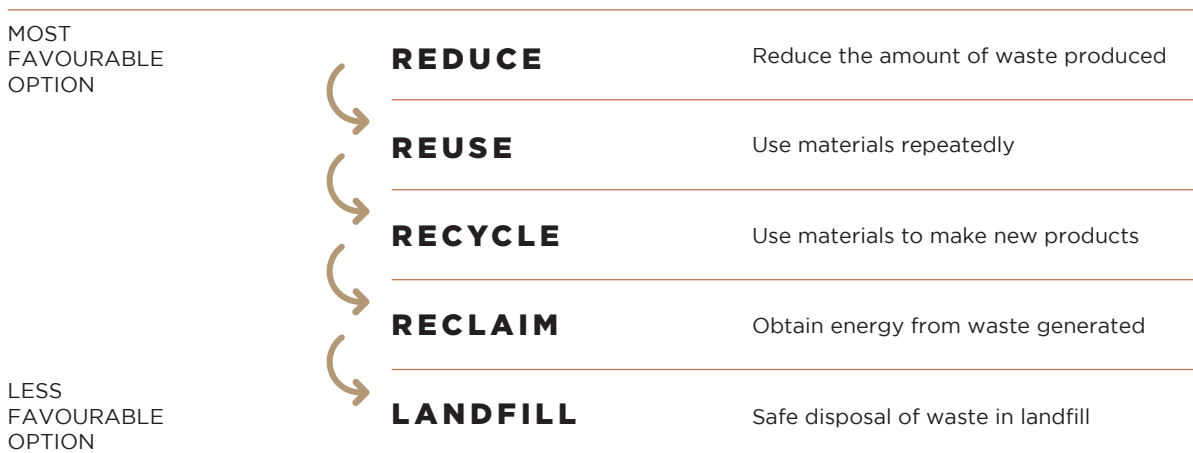 MOST
FAVOURABLE
OPTION
REDUCE
Reduce the amount of waste produced
REUSE
Use materials repeatedly
RECYCLE
Use materials to make new products
RECLAIM
Obtain energy from waste generated
LESS
FAVOURABLE
OPTION
LANDFILL
Safe disposal of waste in landfill